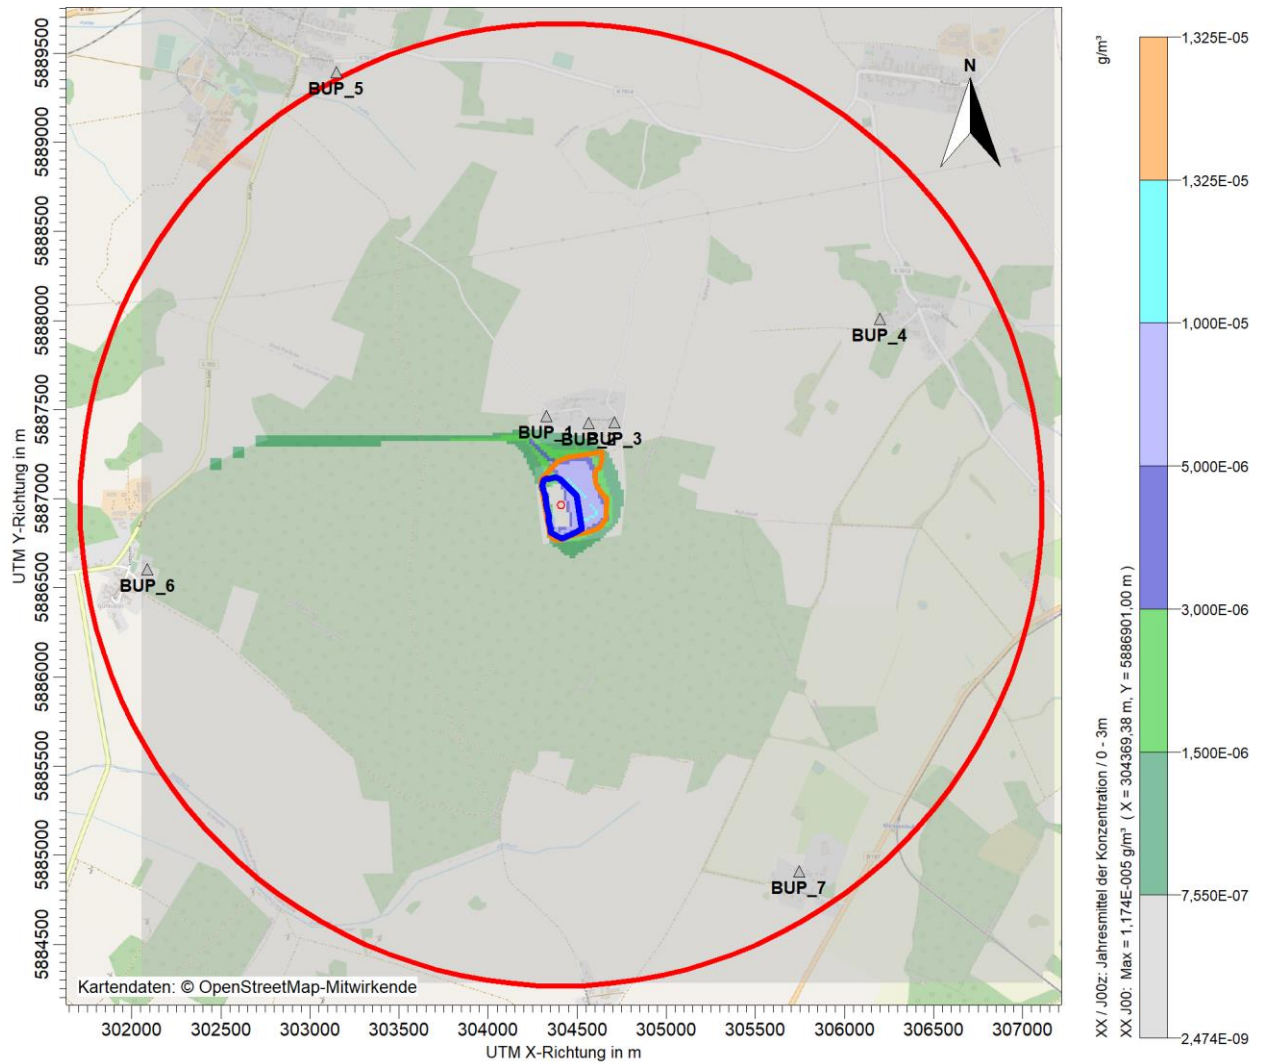 g/m³
1,325E-05
1,325E-05
1,000E-05
5,000E-06
3,000E-06
1,500E-06
7,550E-07
2,474E-09
XX / J00z: Jahresmittel der Konzentration / 0 - 3m
XX J00: Max = 1,174E-005 g/m³ ( X = 304369,38 m, Y = 5886901,00 m )
N
BUP_5
BUP_4
BUP_1
BUP_2
BUP_3
BUP_6
BUP_7
UTM Y-Richtung in m
5889500
5889000
5888500
5888000
5887500
5887000
5886500
5886000
5885500
5885000
5884500
Kartendaten: © OpenStreetMap-Mitwirkende
302000 302500 303000 303500 304000 304500 305000 305500 306000 306500 307000
UTM X-Richtung in m